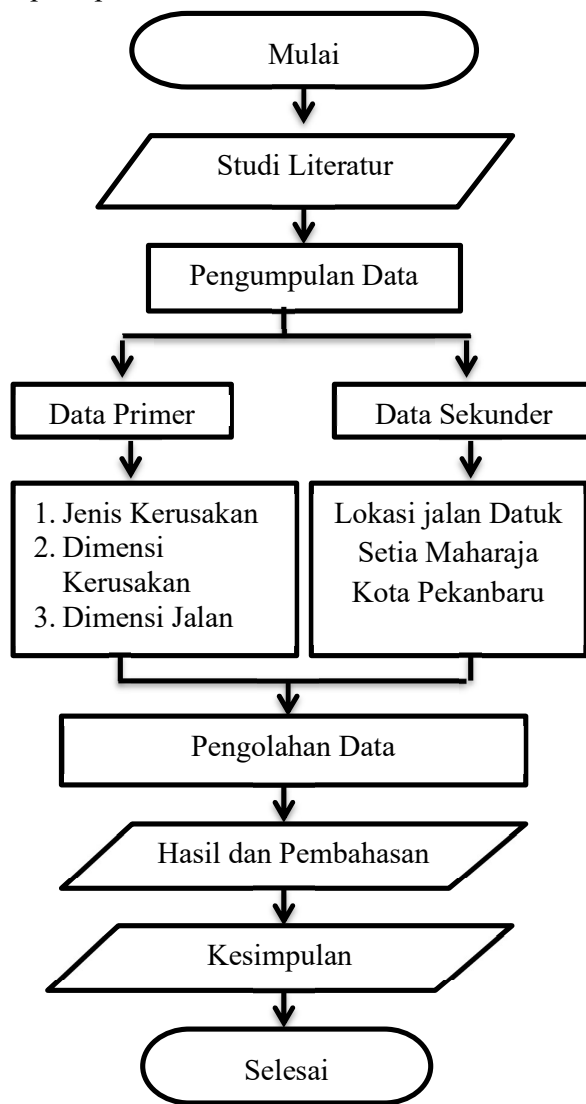 Mulai
Studi Literatur
Pengumpulan Data
Data Primer
Data Sekunder
1. Jenis Kerusakan
2. Dimensi
Kerusakan
3. Dimensi Jalan
Lokasi jalan Datuk
Setia Maharaja
Kota Pekanbaru
Pengolahan Data
Hasil dan Pembahasan
Kesimpulan
Selesai